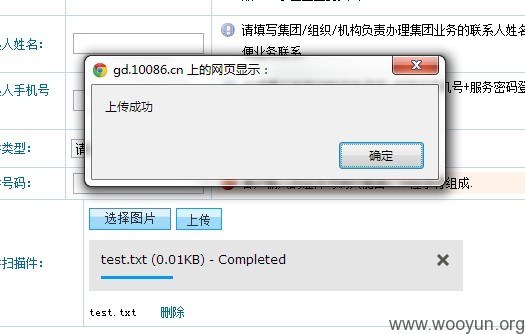 人姓名:
请填写集团/组织/机构负责办理集团业务的联系人姓名
便业务联系
gd.10086.cn 上的网页显示：
人手机号
机号+服务密码登
上传成功
类型:
确定
号码:
组成.
选择图片
上传
扫描件:
test.txt (0.01KB) - Completed
test.txt
刪除
www.wooyun.org